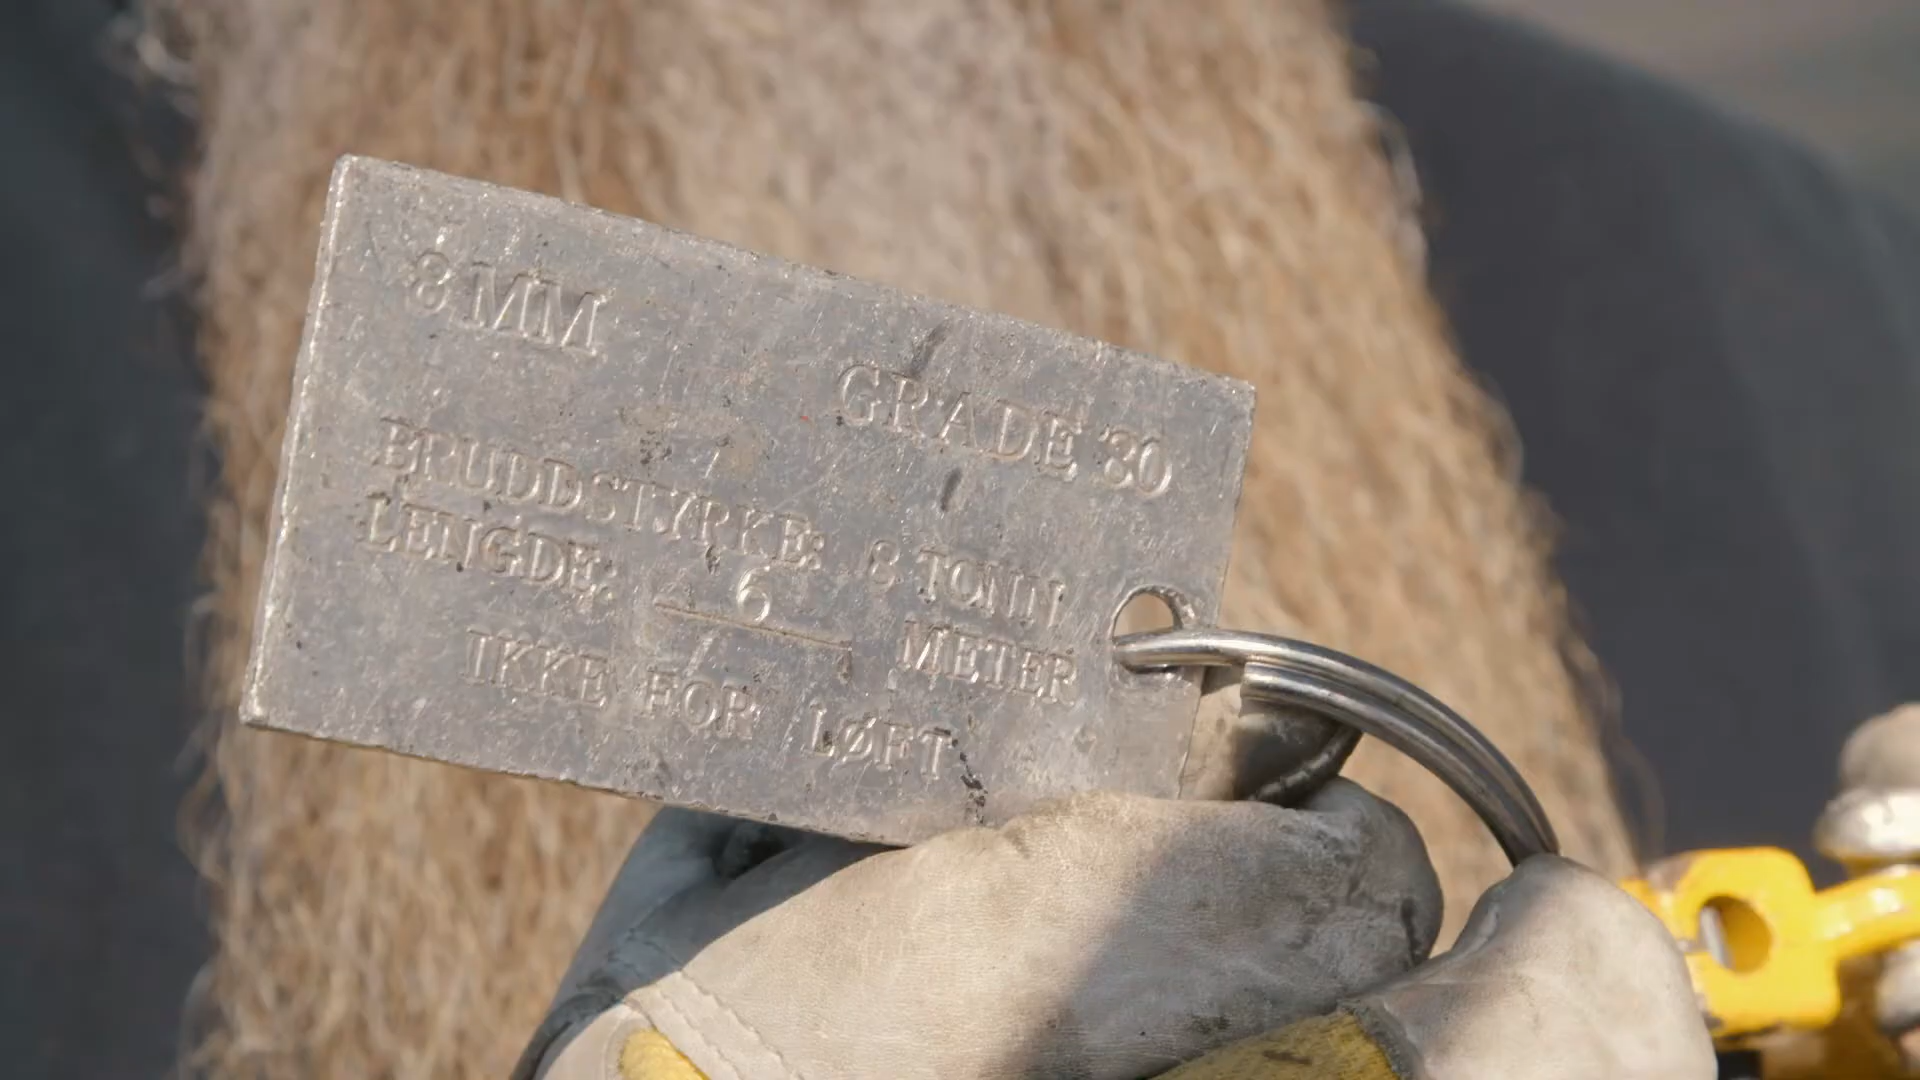 8 MM
GRADE 80
BRUDDSTYRKE: 8 TONN
LENGDE: 6 METER
IKKE FOR LØFT